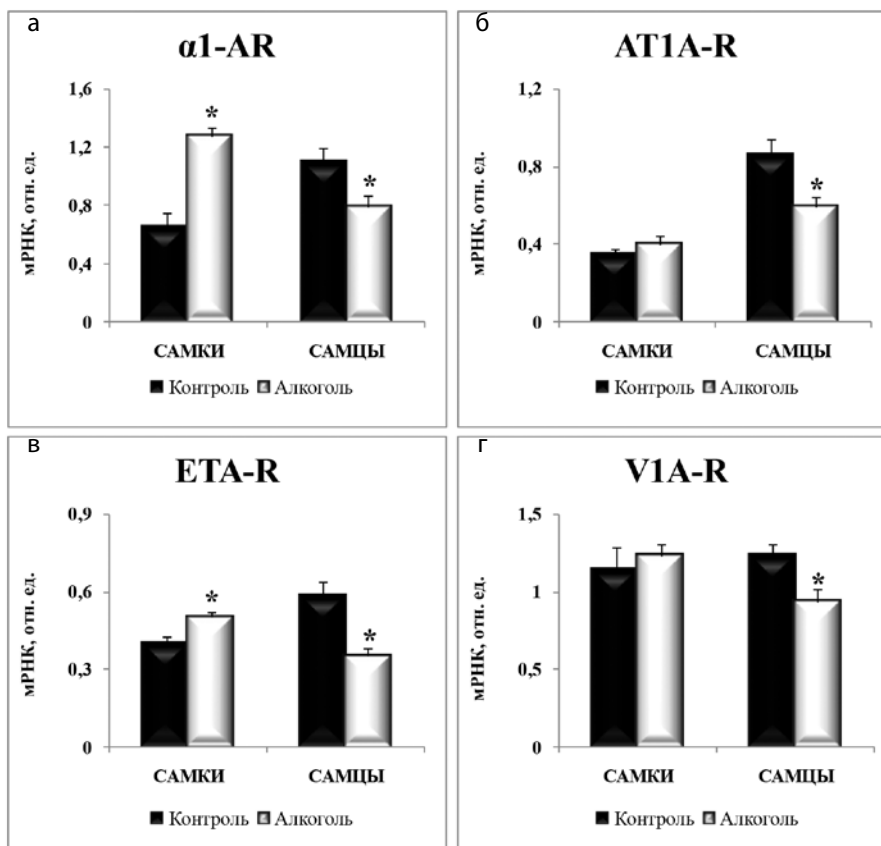 а
α1-AR
мРНК, отн. ед.
1,6
1,2
0,8
0,4
0
*
*
САМКИ САМЦЫ
Контроль Алкоголь
б
AT1A-R
мРНК, отн. ед.
1,2
0,8
0,4
0
*
САМКИ САМЦЫ
Контроль Алкоголь
в
ETA-R
мРНК, отн. ед.
0,9
0,6
0,3
0
*
*
САМКИ САМЦЫ
Контроль Алкоголь
г
V1A-R
мРНК, отн. ед.
1,5
1
0,5
0
*
САМКИ САМЦЫ
Контроль Алкоголь